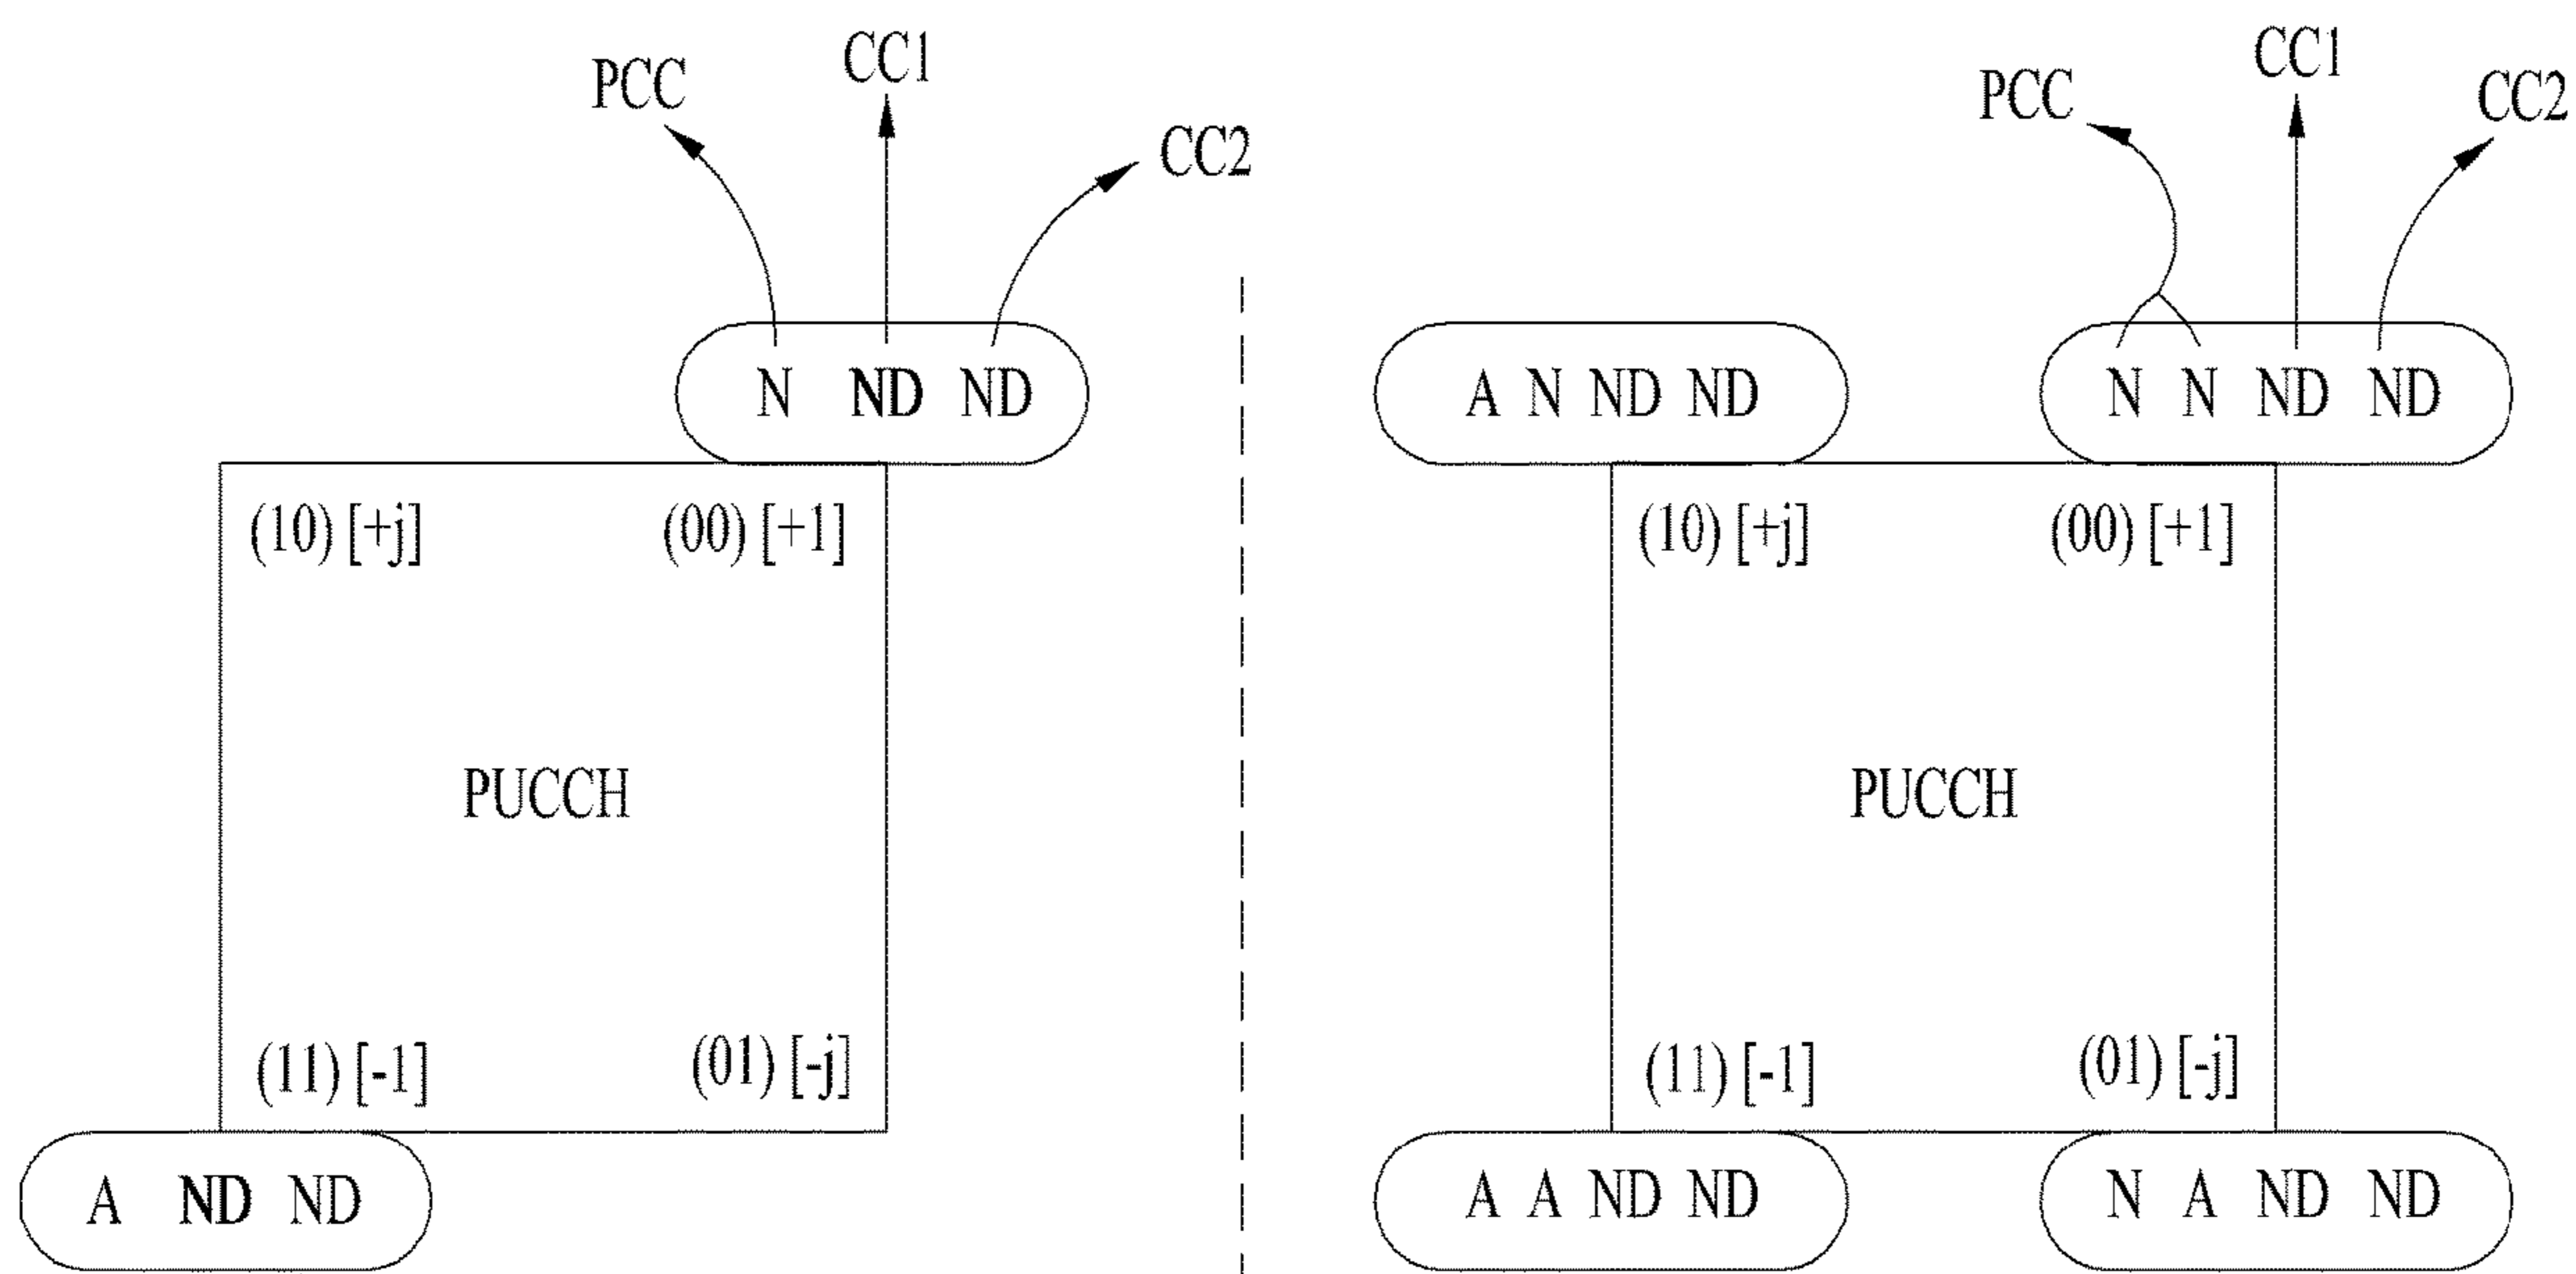 PCC CC1 CC2
N ND ND
(10) [+j] (00) [+1]
PUCCH
(11) [-1] (01) [-j]
A ND ND
PCC CC1 CC2
A N ND ND N N ND ND
(10) [+j] (00) [+1]
PUCCH
(11) [-1] (01) [-j]
A A ND ND N A ND ND